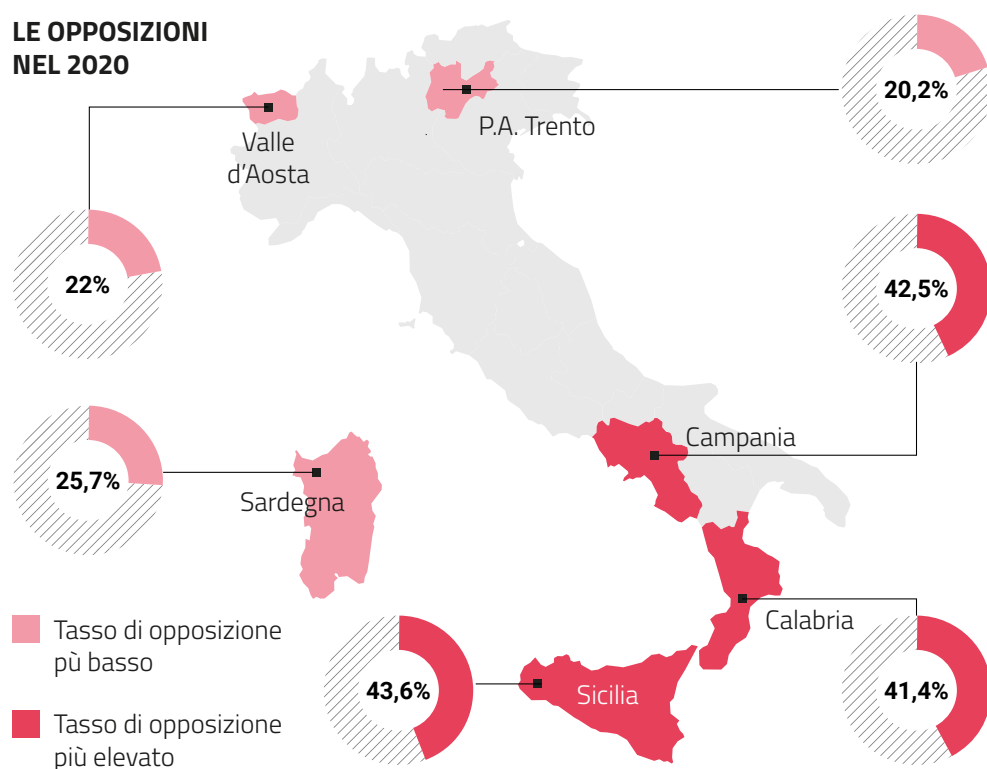 LE OPPOSIZIONI
NEL 2020
20,2%
P.A. Trento
Valle
d'Aosta
22%
42,5%
Campania
25,7%
Sardegna
Calabria
41,4%
Sicilia
43,6%
Tasso di opposizione
pù basso
Tasso di opposizione
più elevato